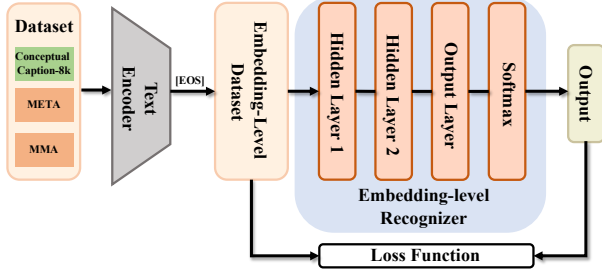 Dataset
Conceptual
Caption-8k
META
MMA
Text
Encoder
[EOS]
Embedding-Level
Dataset
Hidden Layer 1
Hidden Layer 2
Output Layer
Softmax
Embedding-level
Recognizer
Output
Loss Function